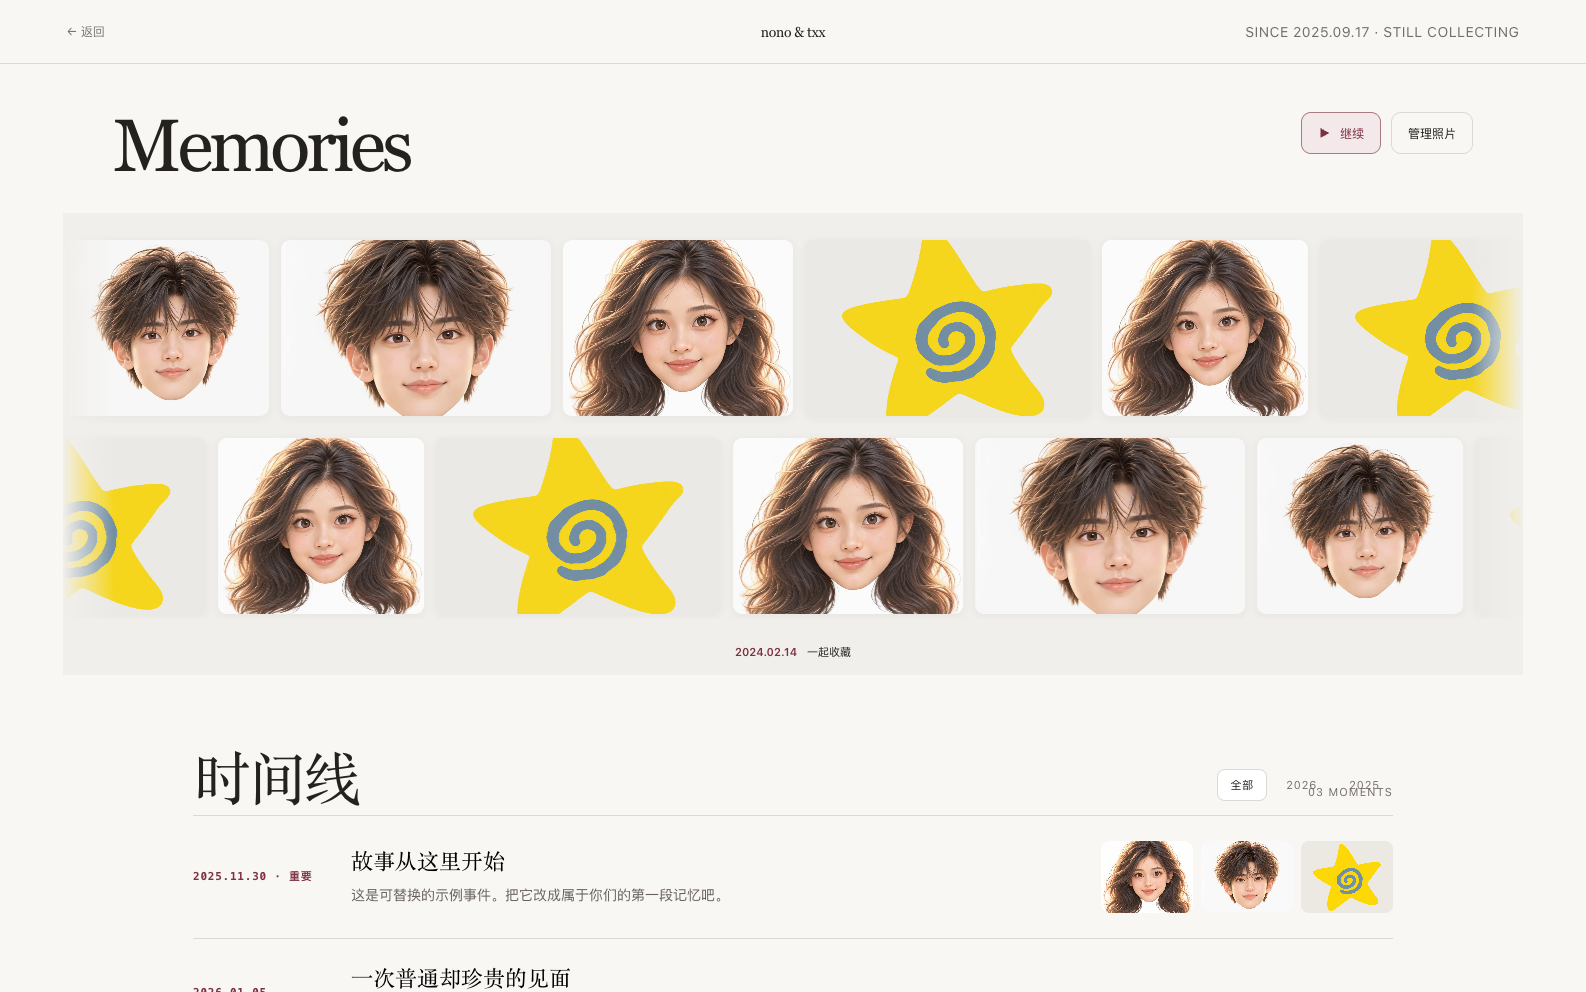 ← 返回
nono & txx
SINCE 2025.09.17 · STILL COLLECTING
Memories
▶ 继续
管理照片
2024.02.14 一起收藏
时间线
全部
2026
2025
03 MOMENTS
2025.11.30 · 重要
故事从这里开始
这是可替换的示例事件。把它改成属于你们的第一段记忆吧。
一次普通却珍贵的见面
2026.01.05